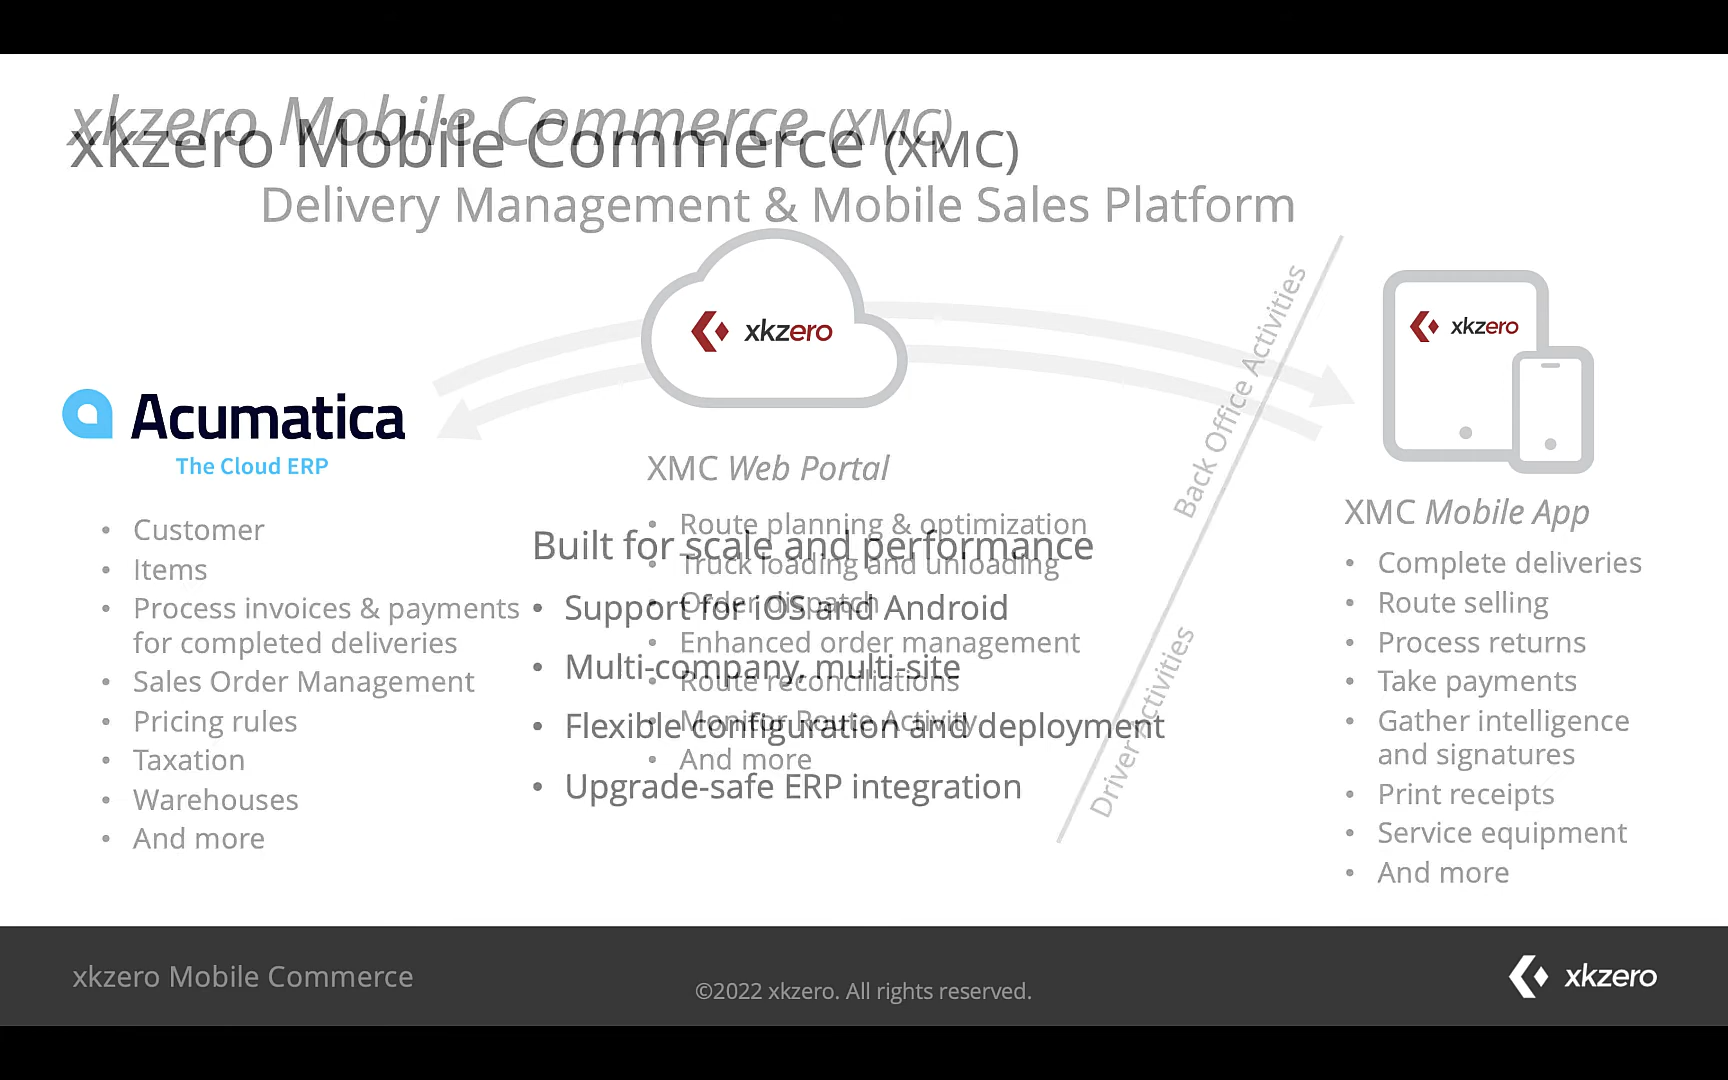 xkzero Mobile Commerce (XMC)
xkzero Mobile Commerce (XMC)
Delivery Management & Mobile Sales Platform
xkzero
xkzero
Acumatica
The Cloud ERP
• Customer
• Items
• Process invoices & payments
for completed deliveries
• Sales Order Management
• Pricing rules
• Taxation
• Warehouses
• And more
XMC Web Portal
• Route planning & optimization
• Truck loading and unloading
• Order dispatch
• Enhanced order management
• Route reconciliations
• Monitor Route Activity
• And more
Built for scale and performance
• Support for iOS and Android
• Multi-company, multi-site
• Flexible configuration and deployment
• Upgrade-safe ERP integration
Back Office Activities
Driver Activities
XMC Mobile App
• Complete deliveries
• Route selling
• Process returns
• Take payments
• Gather intelligence
and signatures
• Print receipts
• Service equipment
• And more
xkzero Mobile Commerce
©2022 xkzero. All rights reserved.
xkzero